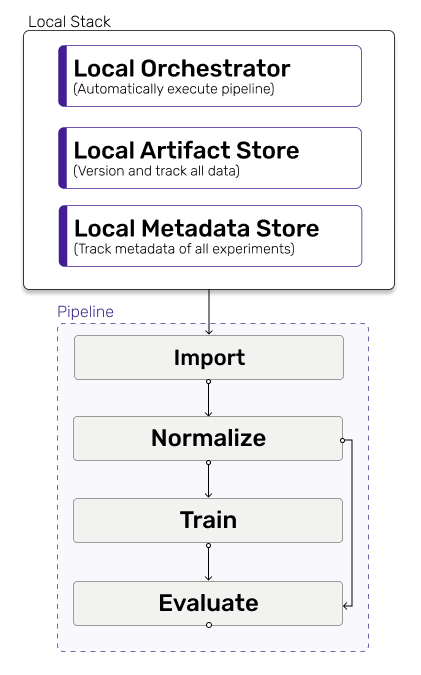 Local Stack
Local Orchestrator
(Automatically execute pipeline)
Local Artifact Store
(Version and track all data)
Local Metadata Store
(Track metadata of all experiments)
Pipeline
Import
Normalize
Train
Evaluate